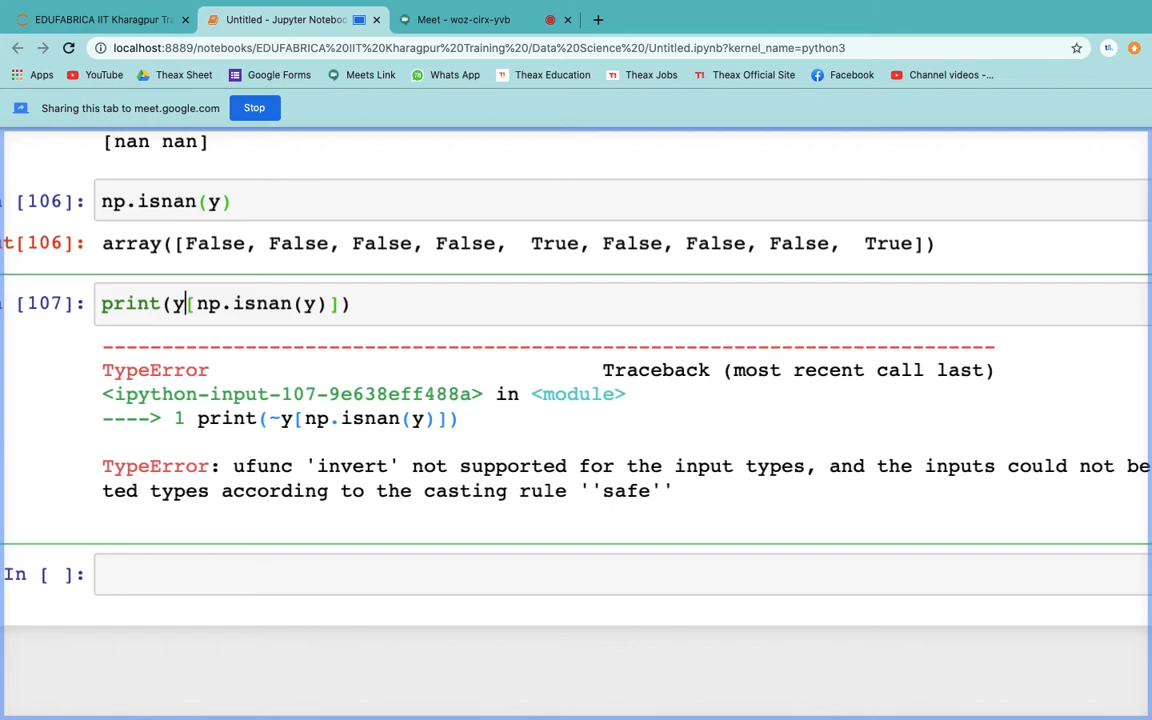 EDUFABRICA IIT Kharagpur Tra
Untitled - Jupyter Noteboo
Meet - woz-cirx-yvb
localhost:8889/notebooks/EDUFABRICA%20IIT%20Kharagpur%20Training%20/Data%20Science%20/Untitled.ipynb?kernel_name=python3
Apps YouTube Theax Sheet Google Forms Meets Link Whats App Theax Education Theax Jobs Theax Official Site Facebook Channel videos -...
Sharing this tab to meet.google.com Stop
[nan nan]
[106]: np.isnan(y)
t[106]: array([False, False, False, False,  True, False, False, False,  True])
[107]: print(y[np.isnan(y)])
---------------------------------------------------------------------------
TypeError                                 Traceback (most recent call last)
<ipython-input-107-9e638eff488a> in <module>
----> 1 print(~y[np.isnan(y)])
TypeError: ufunc 'invert' not supported for the input types, and the inputs could not be
ted types according to the casting rule ''safe''
In [ ]: